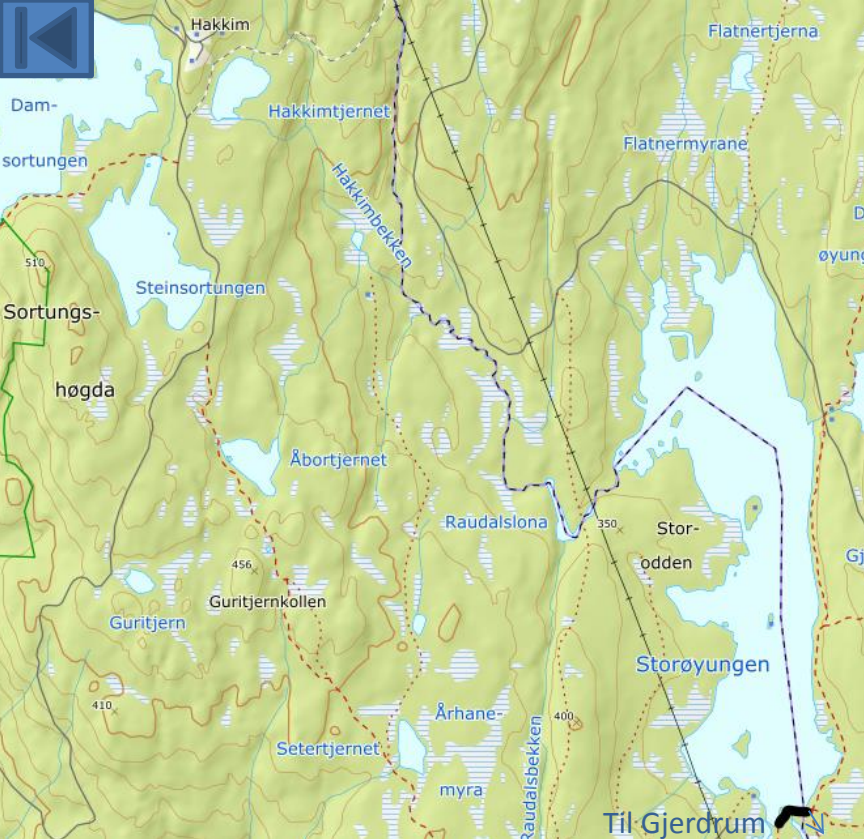 Hakkim
Flatnertjerna
Dam-
sortungen
Hakkimtjernet
Flatnermyrane
Hakkimbekken
510
Steinsortungen
Sortungs-
høgda
Åbortjernet
Raudalslona
350
Stor-
odden
456
Guritjernkollen
Guritjern
Storøyungen
410
Århane-
myra
400
Setertjernet
Raudalsbekken
Til Gjerdrum